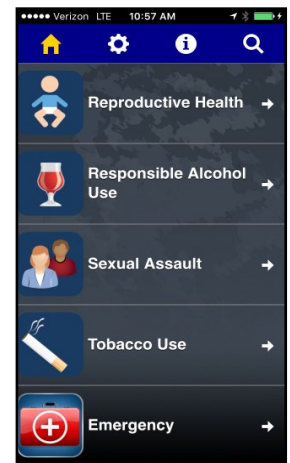 Verizon LTE 10:57 AM
Reproductive Health
Responsible Alcohol
Use
Sexual Assault
Tobacco Use
Emergency